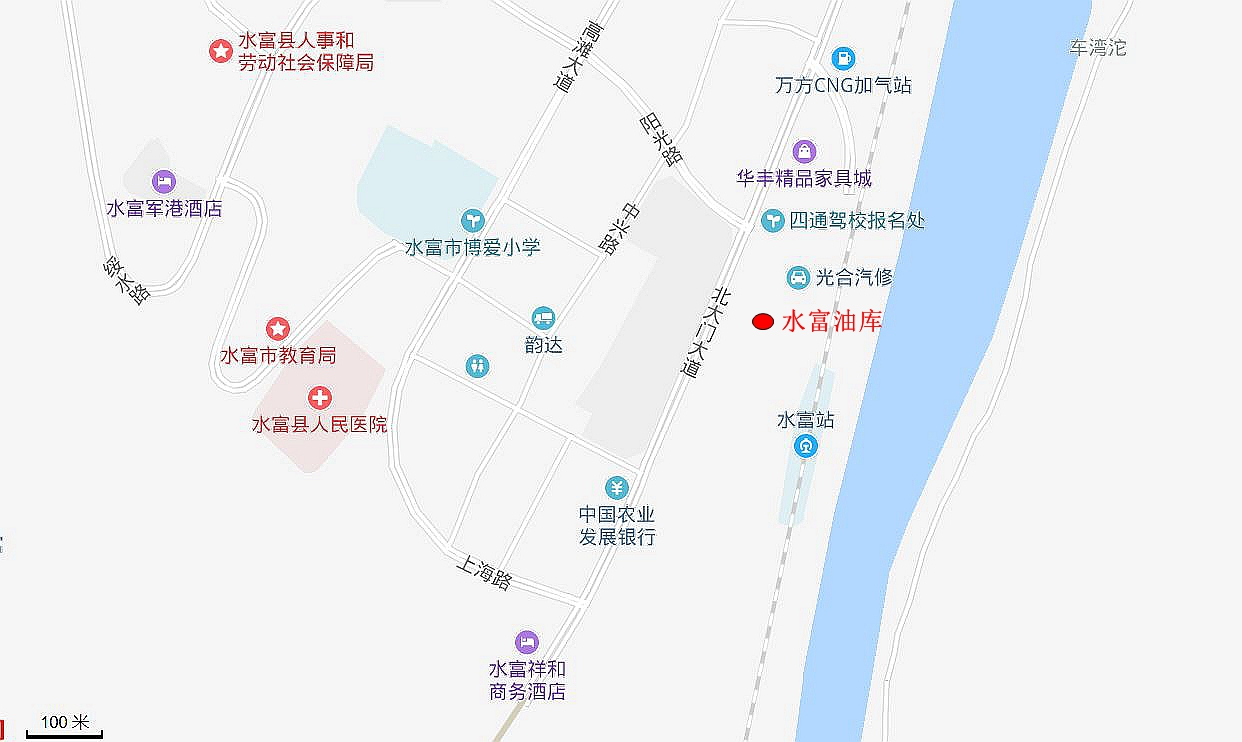 水富县人事和
劳动社会保障局
高滩大道
车湾沱
万方CNG加气站
阳光路
华丰精品家具城
水富军港酒店
中兴路
四通驾校报名处
水富市博爱小学
绥水路
光合汽修
北大门大道
水富油库
韵达
水富市教育局
水富县人民医院
水富站
中国农业
发展银行
上海路
水富祥和
商务酒店
100 米